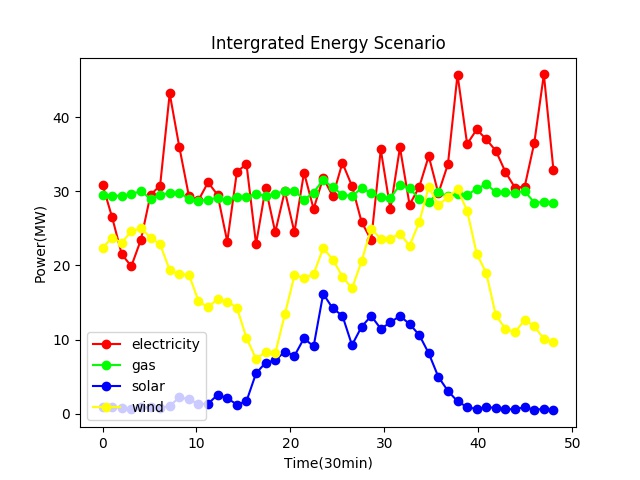 Intergrated Energy Scenario
Power(MW)
40
30
20
10
0
electricity
gas
solar
wind
0 10 20 30 40 50
Time(30min)